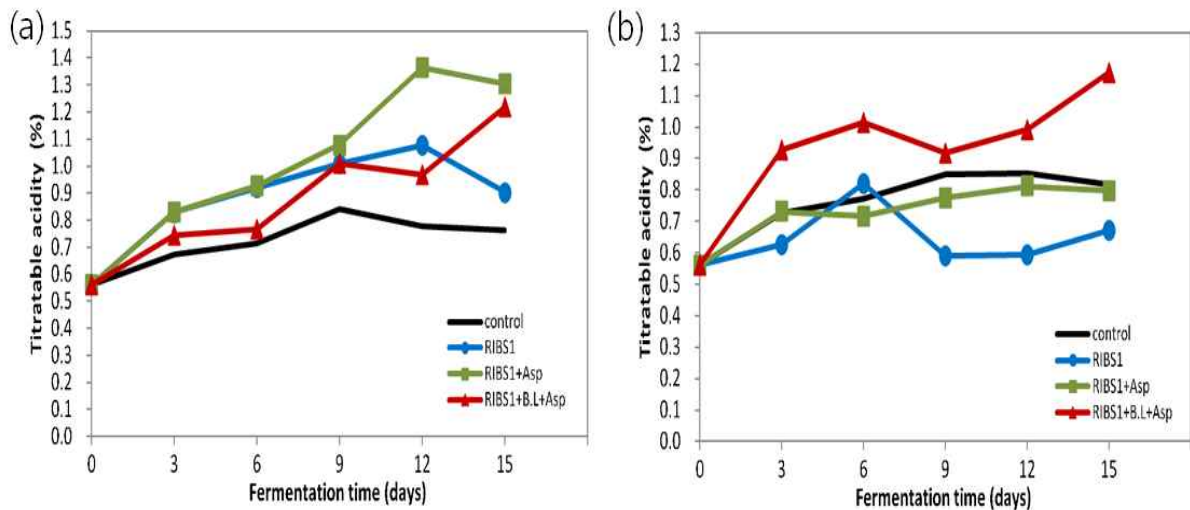 (a)
1.5
1.4
1.3
1.2
1.1
1.0
0.9
0.8
0.7
0.6
0.5
0.4
0.3
0.2
0.1
0.0
Titratable acidity (%)
control
RIBS1
RIBS1+Asp
RIBS1+B.L+Asp
0 3 6 9 12 15
Fermentation time (days)
(b)
1.3
1.2
1.1
1.0
0.9
0.8
0.7
0.6
0.5
0.4
0.3
0.2
0.1
0.0
Titratable acidity (%)
control
RIBS1
RIBS1+Asp
RIBS1+B.L+Asp
0 3 6 9 12 15
Fermentation time (days)